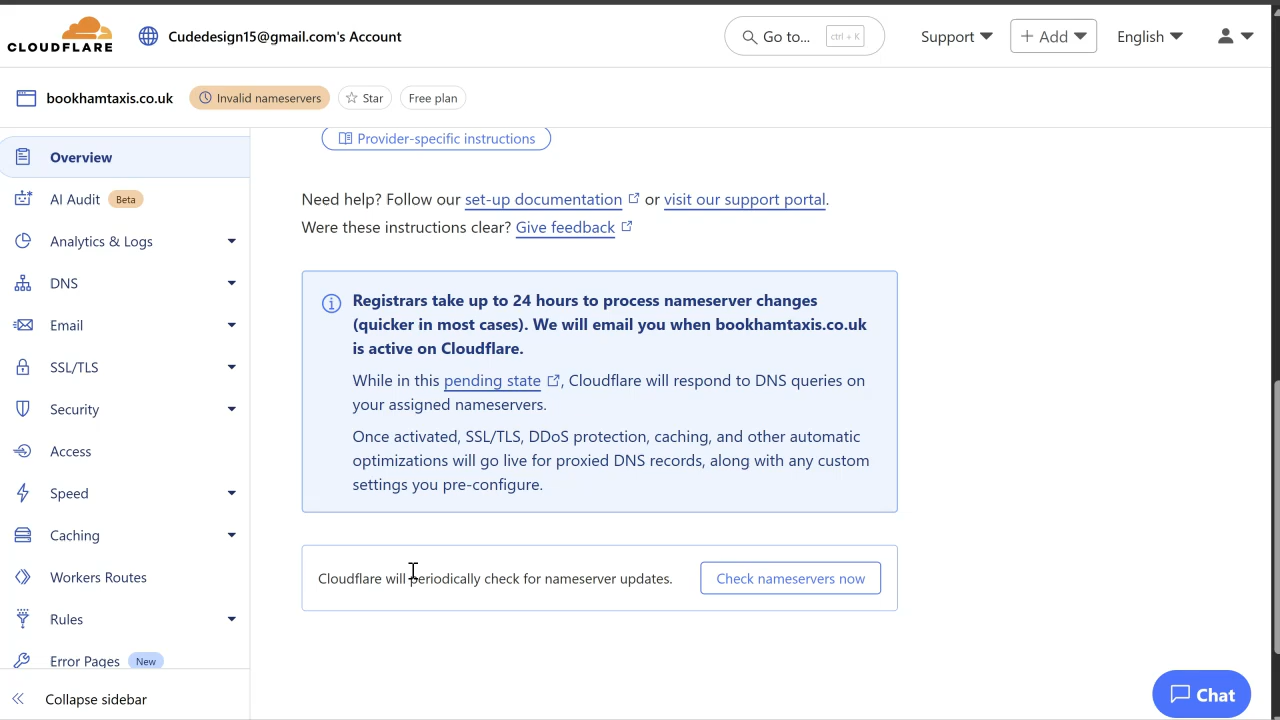 CLOUDFLARE
Cudedesign15@gmail.com's Account
Go to... ctrl + K
Support
+ Add
English
bookhamtaxis.co.uk
Invalid nameservers
Star
Free plan
Overview
AI Audit Beta
Analytics & Logs
DNS
Email
SSL/TLS
Security
Access
Speed
Caching
Workers Routes
Rules
Error Pages New
Collapse sidebar
Provider-specific instructions
Need help? Follow our set-up documentation or visit our support portal.
Were these instructions clear? Give feedback
Registrars take up to 24 hours to process nameserver changes
(quicker in most cases). We will email you when bookhamtaxis.co.uk
is active on Cloudflare.
While in this pending state, Cloudflare will respond to DNS queries on
your assigned nameservers.
Once activated, SSL/TLS, DDoS protection, caching, and other automatic
optimizations will go live for proxied DNS records, along with any custom
settings you pre-configure.
Cloudflare will periodically check for nameserver updates.
Check nameservers now
Chat